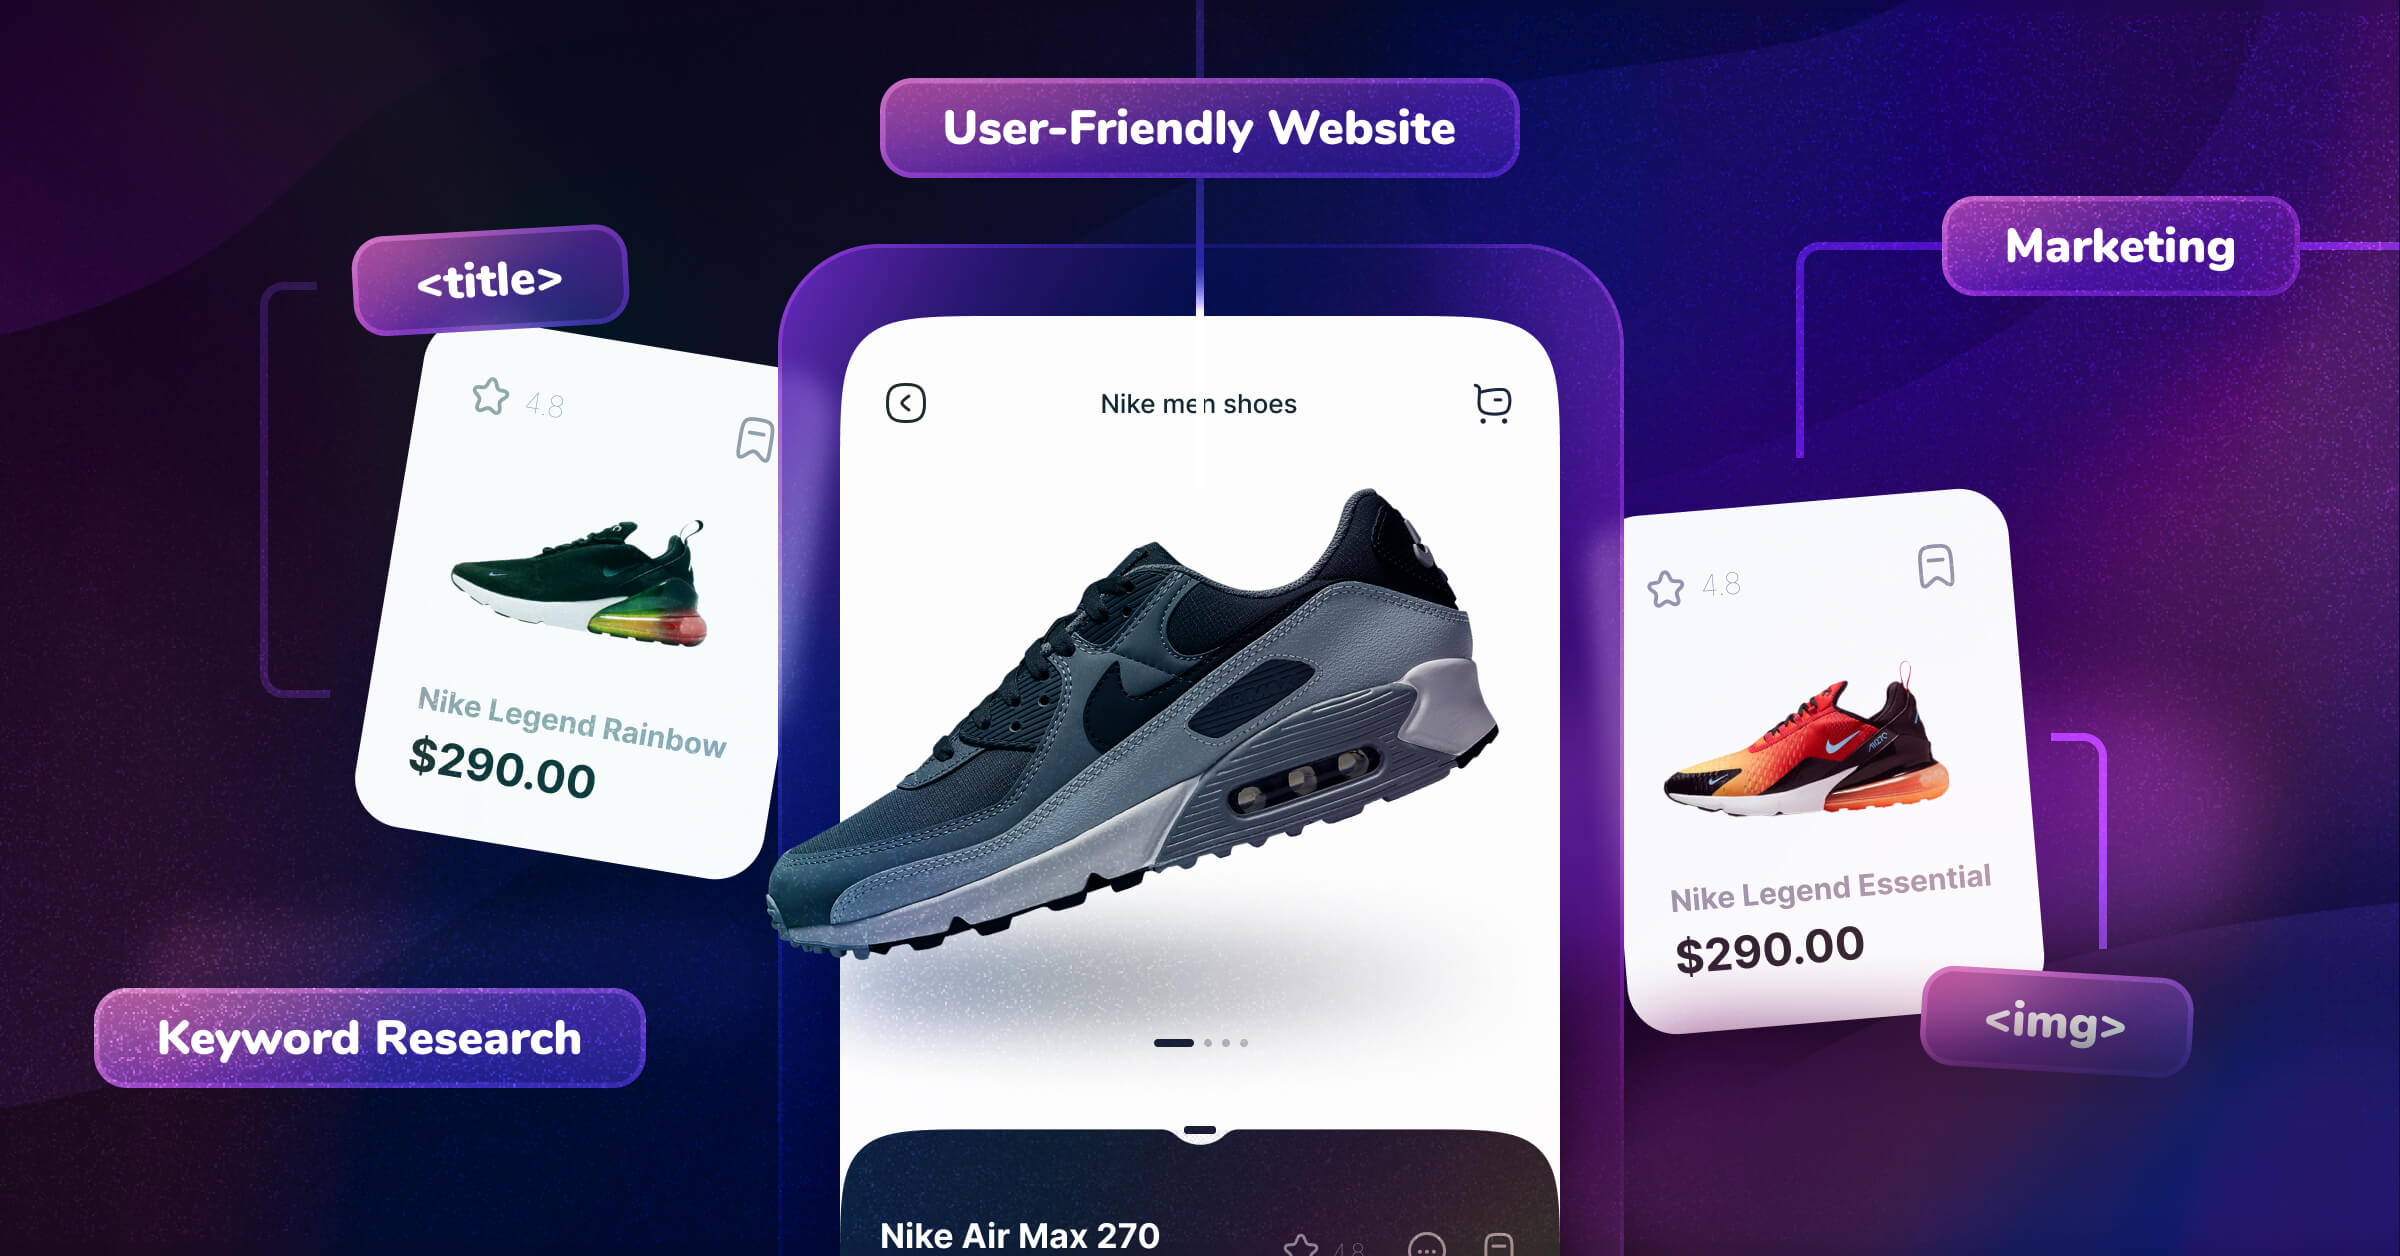 User-Friendly Website
Marketing
<title>
4.8
Nike Legend Rainbow
$290.00
Nike men shoes
4.8
Nike Legend Essential
$290.00
<img>
Keyword Research
Nike Air Max 270
4.8